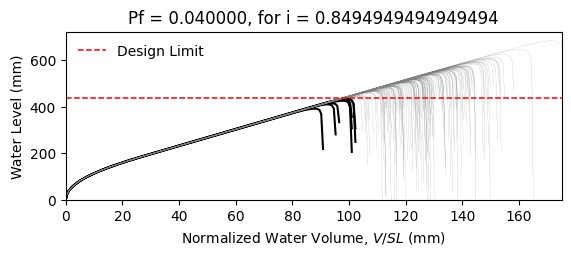 Pf = 0.040000, for i = 0.8494949494949494
Water Level (mm)
600
400
200
0
Design Limit
0 20 40 60 80 100 120 140 160
Normalized Water Volume, V/SL (mm)